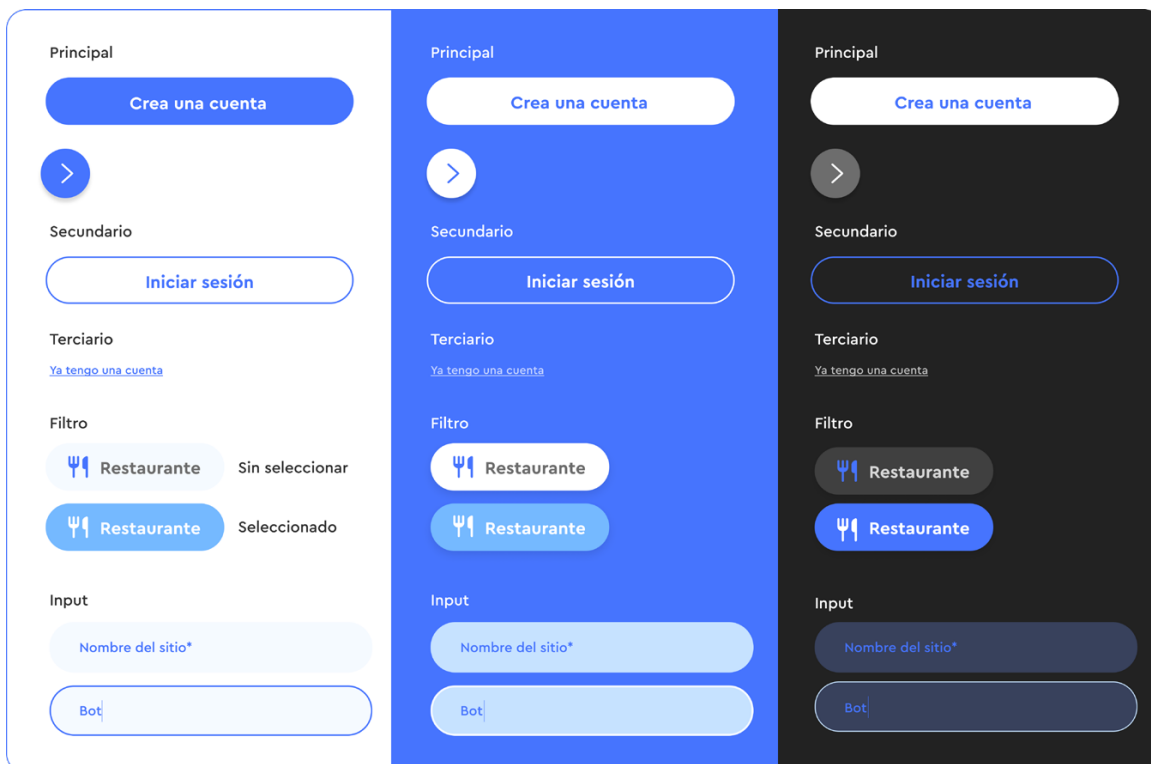 Principal
Crea una cuenta
Secundario
Iniciar sesión
Terciario
Ya tengo una cuenta
Filtro
Restaurante
Sin seleccionar
Restaurante
Seleccionado
Input
Nombre del sitio*
Bot
Principal
Crea una cuenta
Secundario
Iniciar sesión
Terciario
Ya tengo una cuenta
Filtro
Restaurante
Restaurante
Input
Nombre del sitio*
Bot
Principal
Crea una cuenta
Secundario
Iniciar sesión
Terciario
Ya tengo una cuenta
Filtro
Restaurante
Restaurante
Input
Nombre del sitio*
Bot